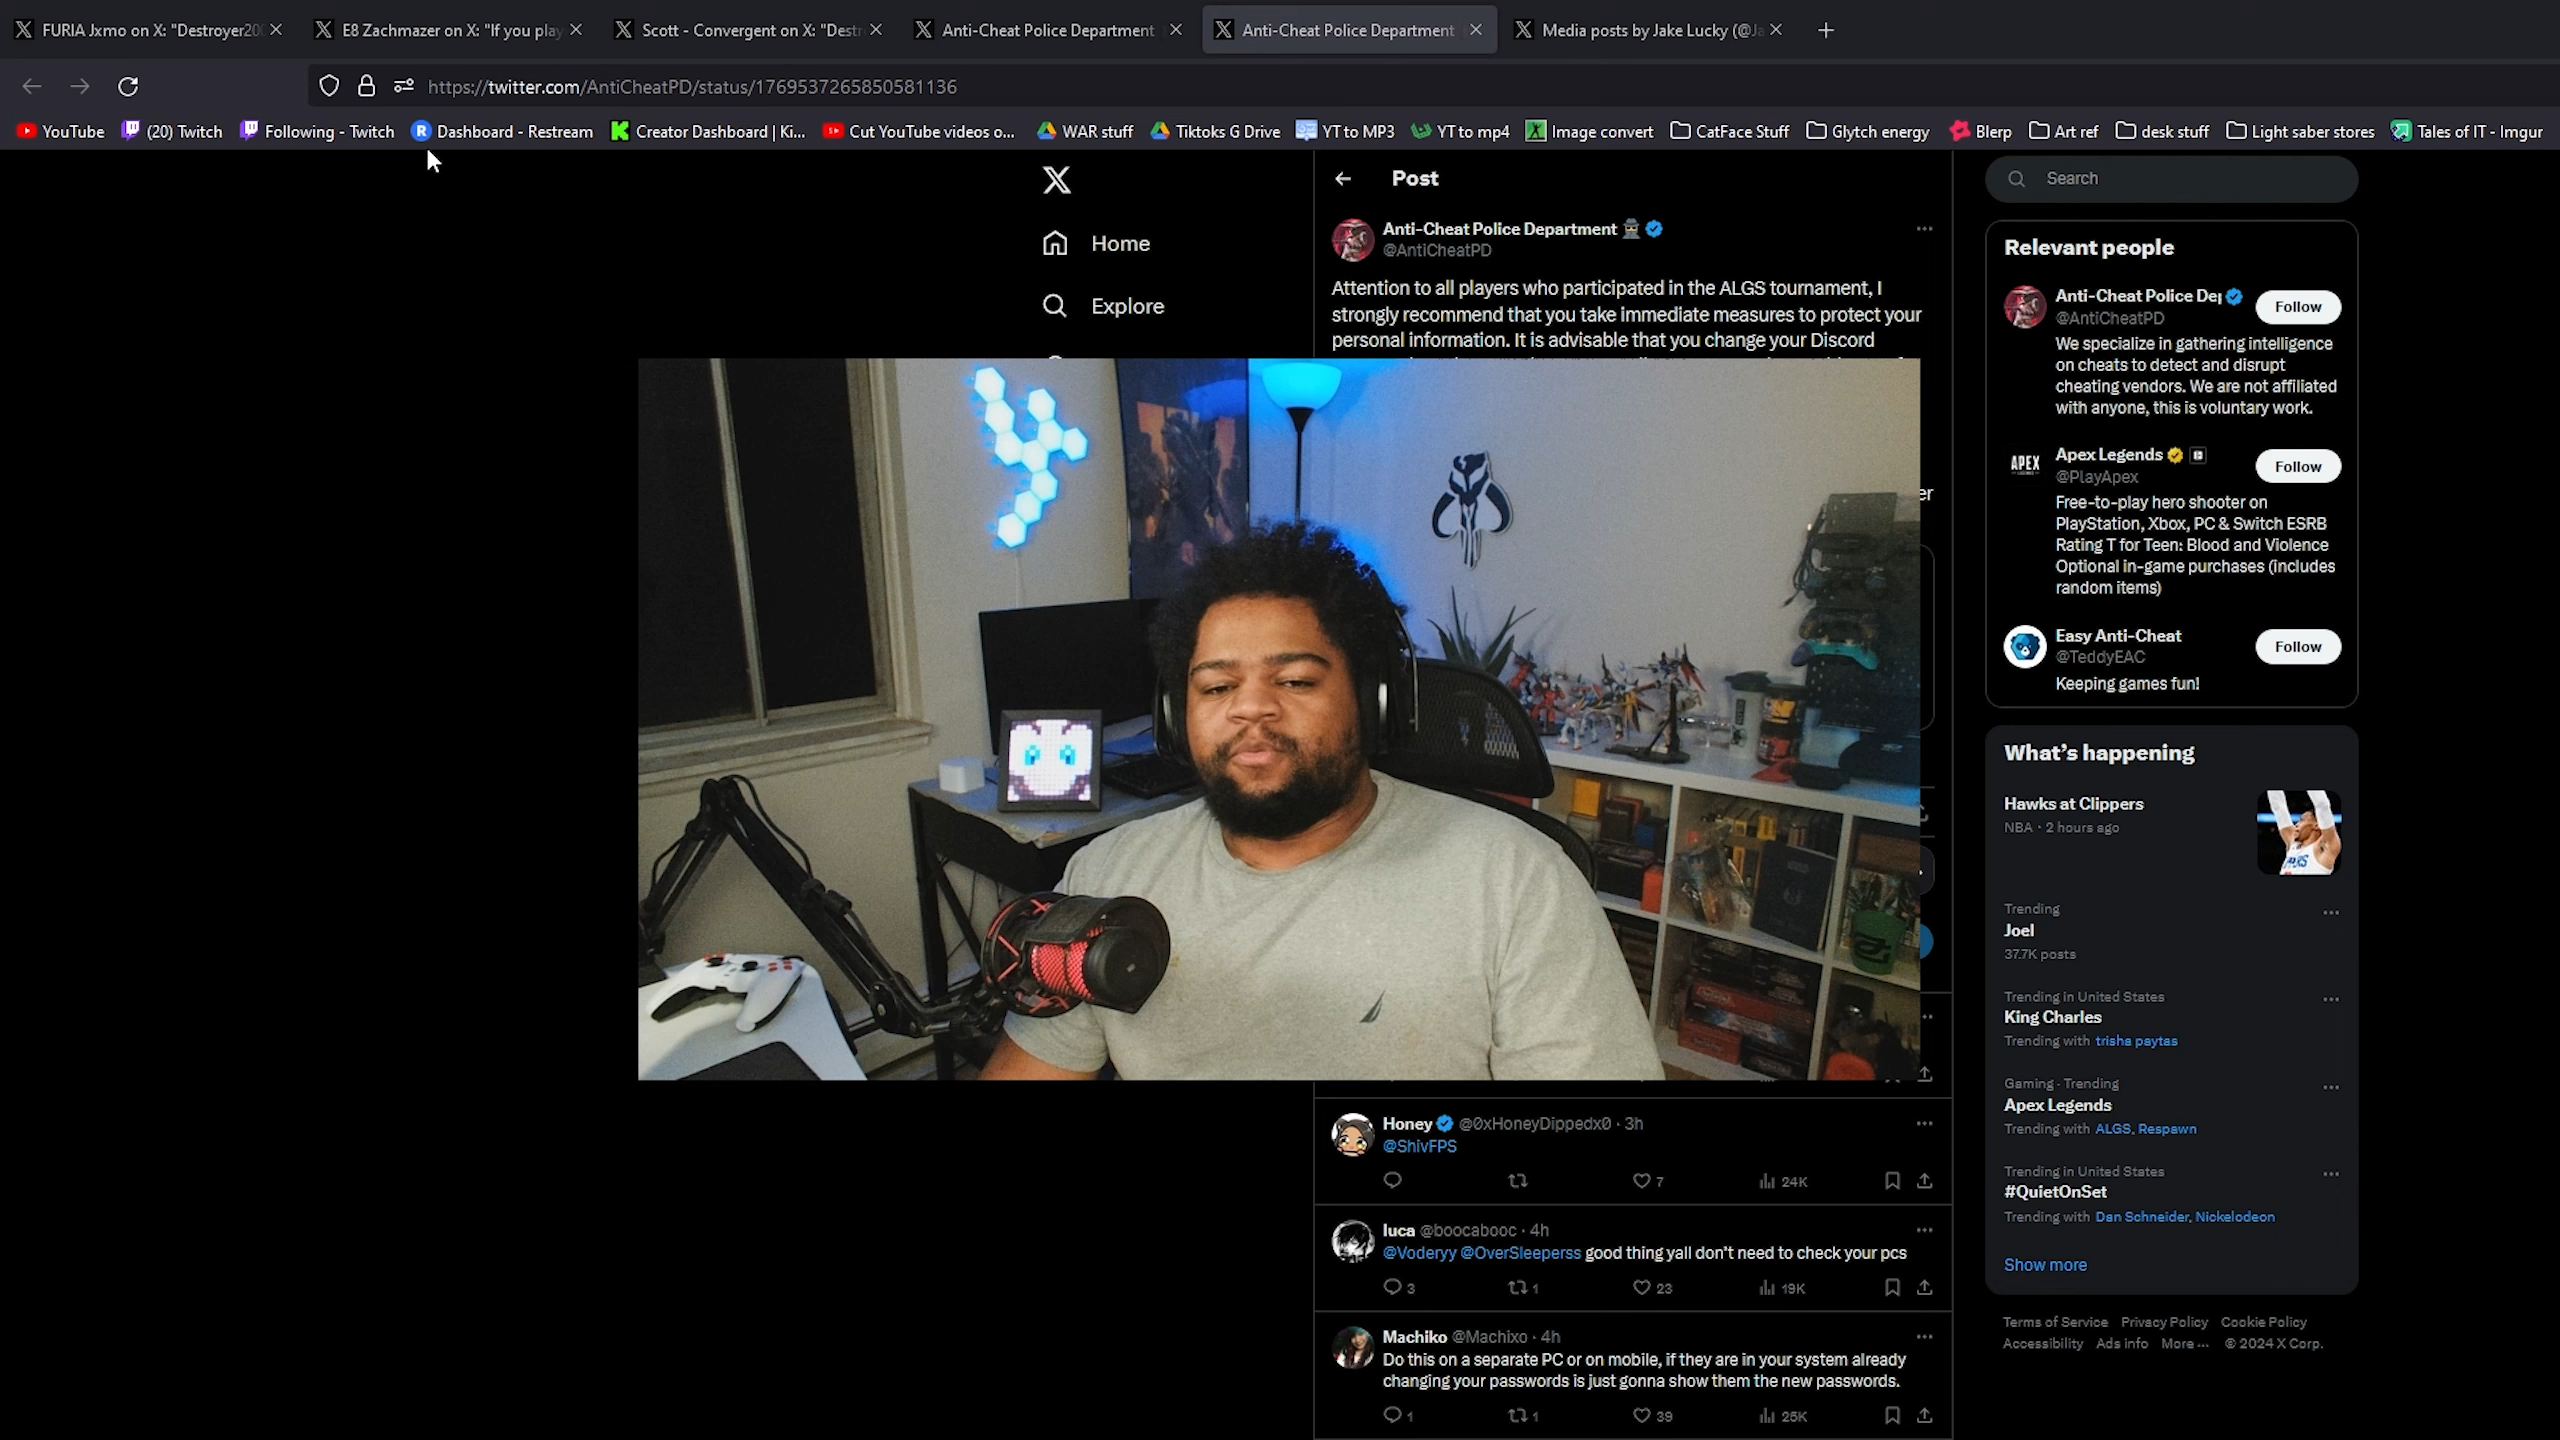 FURIA Jxmo on X: "Destroyer20
E8 Zachmazer on X: "If you play
Scott - Convergent on X: "Destr
Anti-Cheat Police Department
Anti-Cheat Police Department
Media posts by Jake Lucky (@Ja
https://twitter.com/AntiCheatPD/status/1769537265850581136
YouTube
(20) Twitch
Following - Twitch
Dashboard - Restream
Creator Dashboard | Ki...
Cut YouTube videos o...
WAR stuff
Tiktoks G Drive
YT to MP3
YT to mp4
Image convert
CatFace Stuff
Glytch energy
Blerp
Art ref
desk stuff
Light saber stores
Tales of IT - Imgur
Home
Explore
Post
Anti-Cheat Police Department
@AntiCheatPD
Attention to all players who participated in the ALGS tournament, I
strongly recommend that you take immediate measures to protect your
personal information. It is advisable that you change your Discord
er
Honey @0xHoneyDippedx0 · 3h
@ShivFPS
7
24K
luca @boocabooc · 4h
@Voderyy @OverSleeperss good thing yall don't need to check your pcs
3
1
23
19K
Machiko @Machixo · 4h
Do this on a separate PC or on mobile, if they are in your system already
changing your passwords is just gonna show them the new passwords.
1
1
39
25K
Search
Relevant people
Anti-Cheat Police De
@AntiCheatPD
Follow
We specialize in gathering intelligence
on cheats to detect and disrupt
cheating vendors. We are not affiliated
with anyone, this is voluntary work.
APEX
Apex Legends
@PlayApex
Follow
Free-to-play hero shooter on
PlayStation, Xbox, PC & Switch ESRB
Rating T for Teen: Blood and Violence
Optional in-game purchases (includes
random items)
Easy Anti-Cheat
@TeddyEAC
Follow
Keeping games fun!
What's happening
Hawks at Clippers
NBA · 2 hours ago
Trending
Joel
37.7K posts
Trending in United States
King Charles
Trending with trisha paytas
Gaming · Trending
Apex Legends
Trending with ALGS, Respawn
Trending in United States
#QuietOnSet
Trending with Dan Schneider, Nickelodeon
Show more
Terms of Service Privacy Policy Cookie Policy
Accessibility Ads info More ··· © 2024 X Corp.